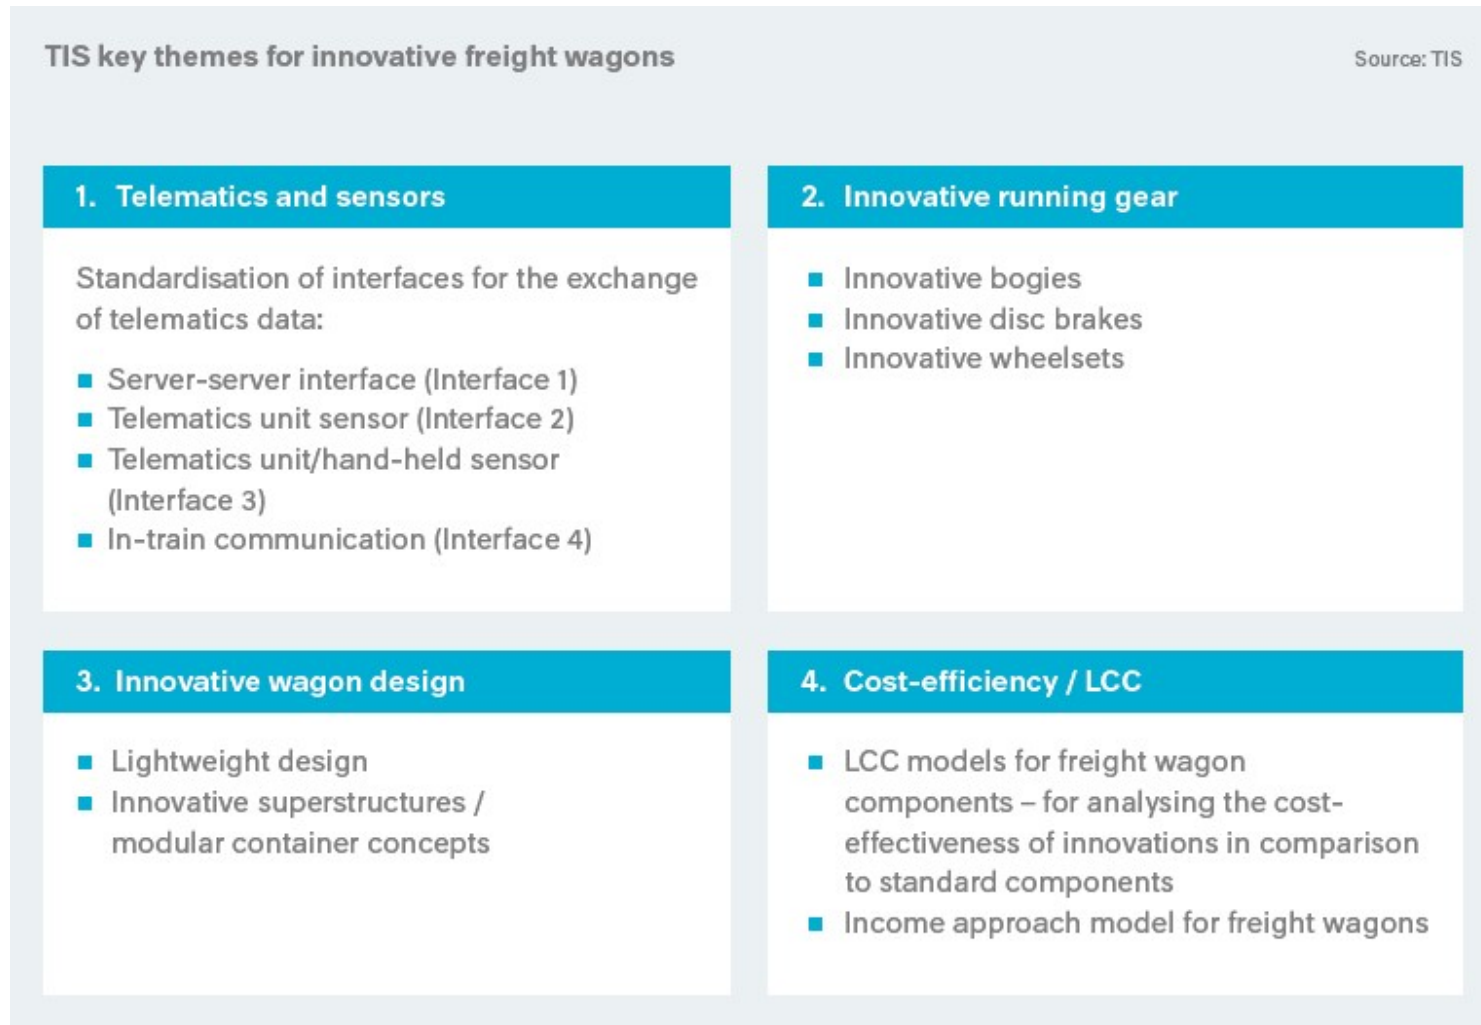 TIS key themes for innovative freight wagons
Source: TIS
1. Telematics and sensors
Standardisation of interfaces for the exchange
of telematics data:
■ Server-server interface (Interface 1)
■ Telematics unit sensor (Interface 2)
■ Telematics unit/hand-held sensor
(Interface 3)
■ In-train communication (Interface 4)
2. Innovative running gear
■ Innovative bogies
■ Innovative disc brakes
■ Innovative wheelsets
3. Innovative wagon design
■ Lightweight design
■ Innovative superstructures /
modular container concepts
4. Cost-efficiency / LCC
■ LCC models for freight wagon
components – for analysing the cost-
effectiveness of innovations in comparison
to standard components
■ Income approach model for freight wagons